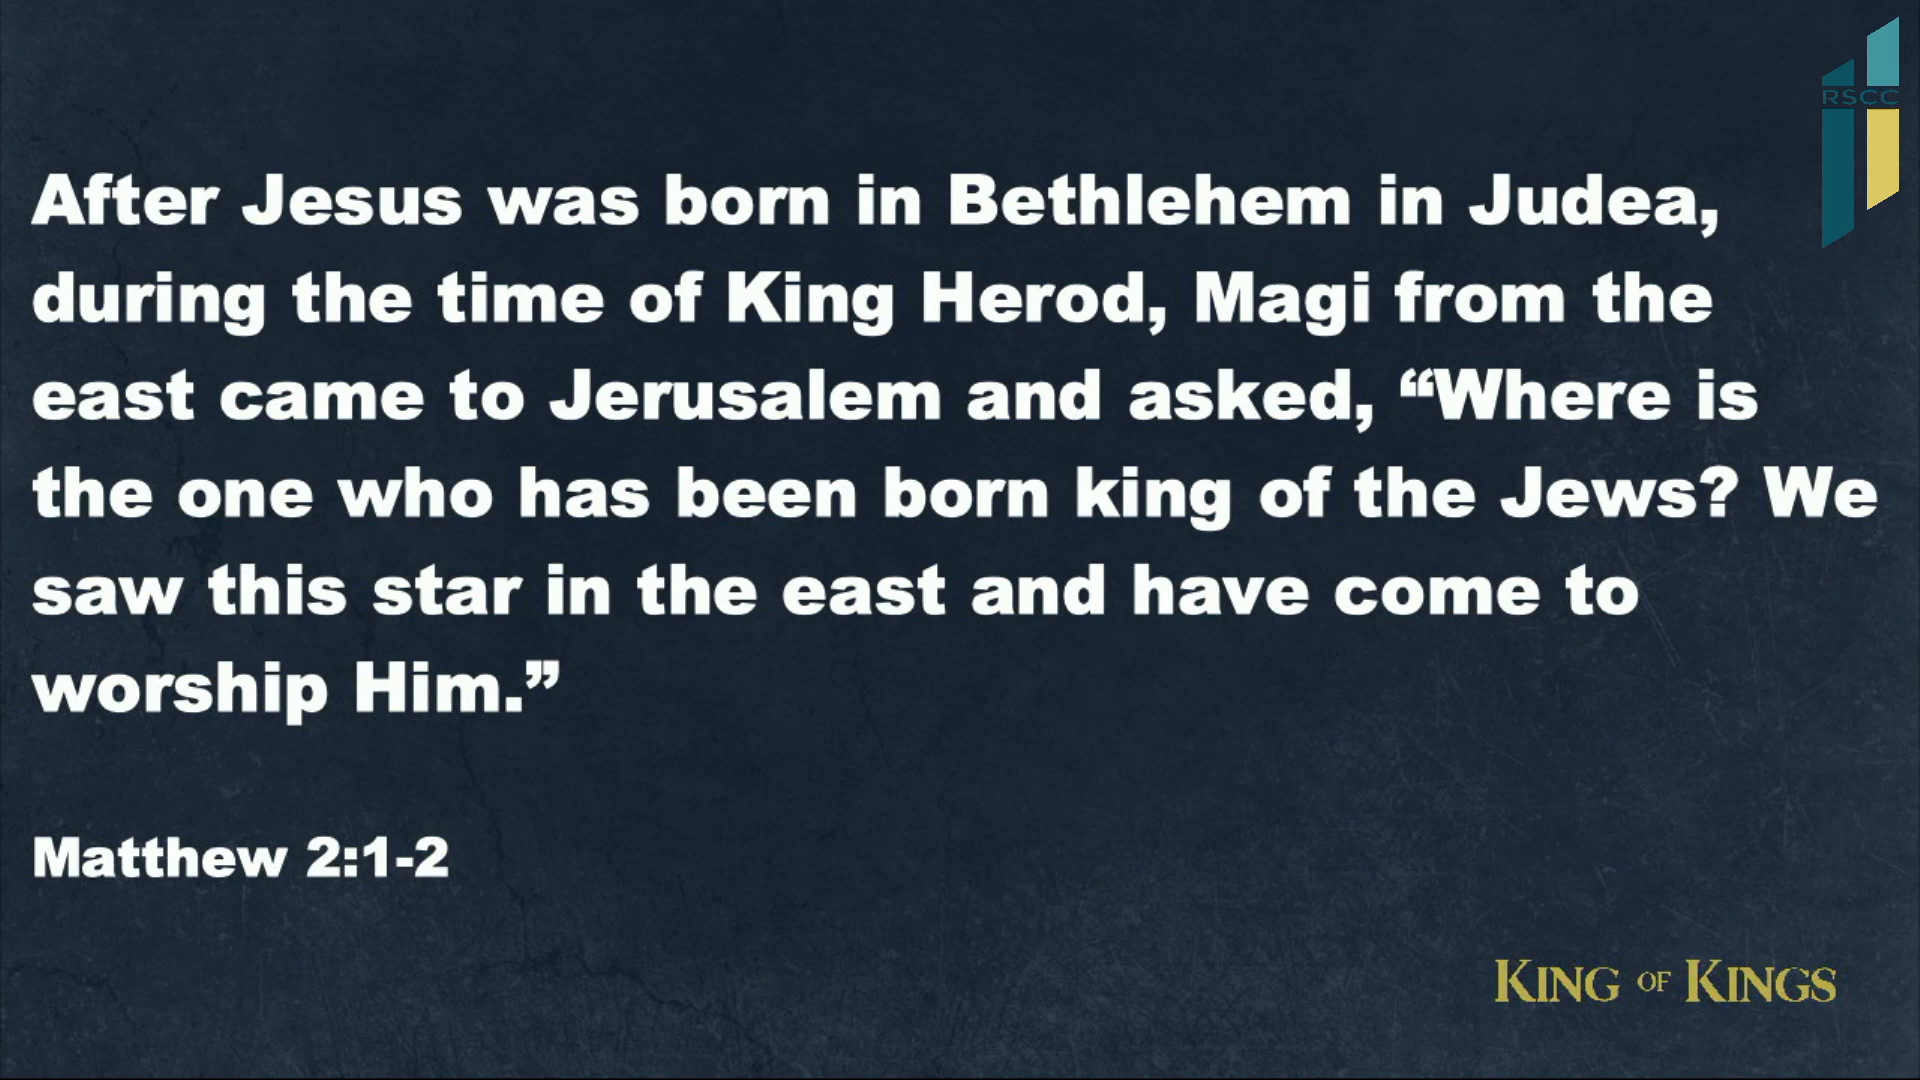 RSCC
After Jesus was born in Bethlehem in Judea,
during the time of King Herod, Magi from the
east came to Jerusalem and asked, “Where is
the one who has been born king of the Jews? We
saw this star in the east and have come to
worship Him.”
Matthew 2:1-2
KING OF KINGS